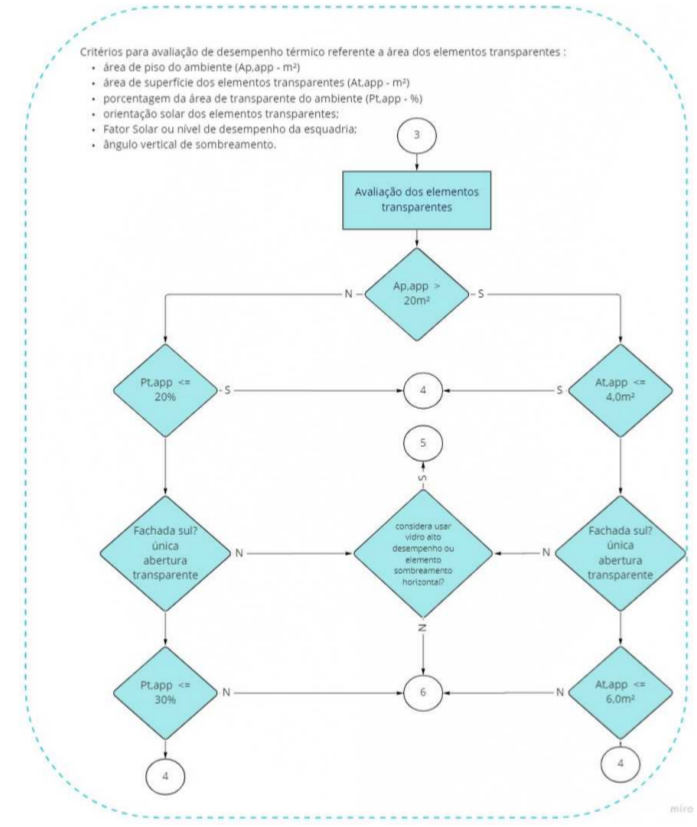 Critérios para avaliação de desempenho térmico referente a área dos elementos transparentes :
• área de piso do ambiente (Ap,app - m²)
• área de superfície dos elementos transparentes (At,app - m²)
• porcentagem da área de transparente do ambiente (Pt,app - %)
• orientação solar dos elementos transparentes;
• Fator Solar ou nível de desempenho da esquadria;
• ângulo vertical de sombreamento.
3
Avaliação dos elementos
transparentes
Ap,app >
20m²
N
S
Pt,app <=
20%
S
4
S
At,app <=
4,0m²
5
S
Fachada sul?
única
abertura
transparente
N
considera usar
vidro alto
desempenho ou
elemento
sombreamento
horizontal?
N
Fachada sul?
única
abertura
transparente
N
Pt,app <=
30%
N
6
N
At,app <=
6,0m²
4
4
miro